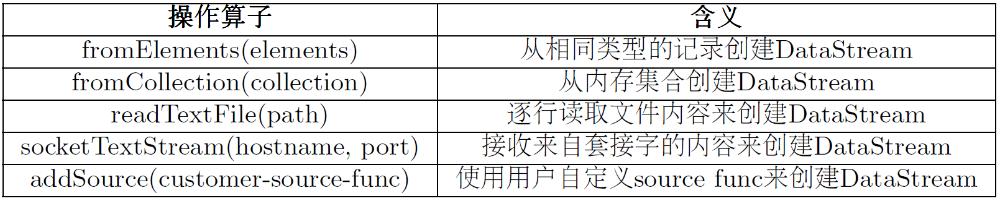 操作算子 含义
fromElements(elements) 从相同类型的记录创建DataStream
fromCollection(collection) 从内存集合创建DataStream
readTextFile(path) 逐行读取文件内容来创建DataStream
socketTextStream(hostname, port) 接收来自套接字的内容来创建DataStream
addSource(customer-source-func) 使用用户自定义source func来创建DataStream